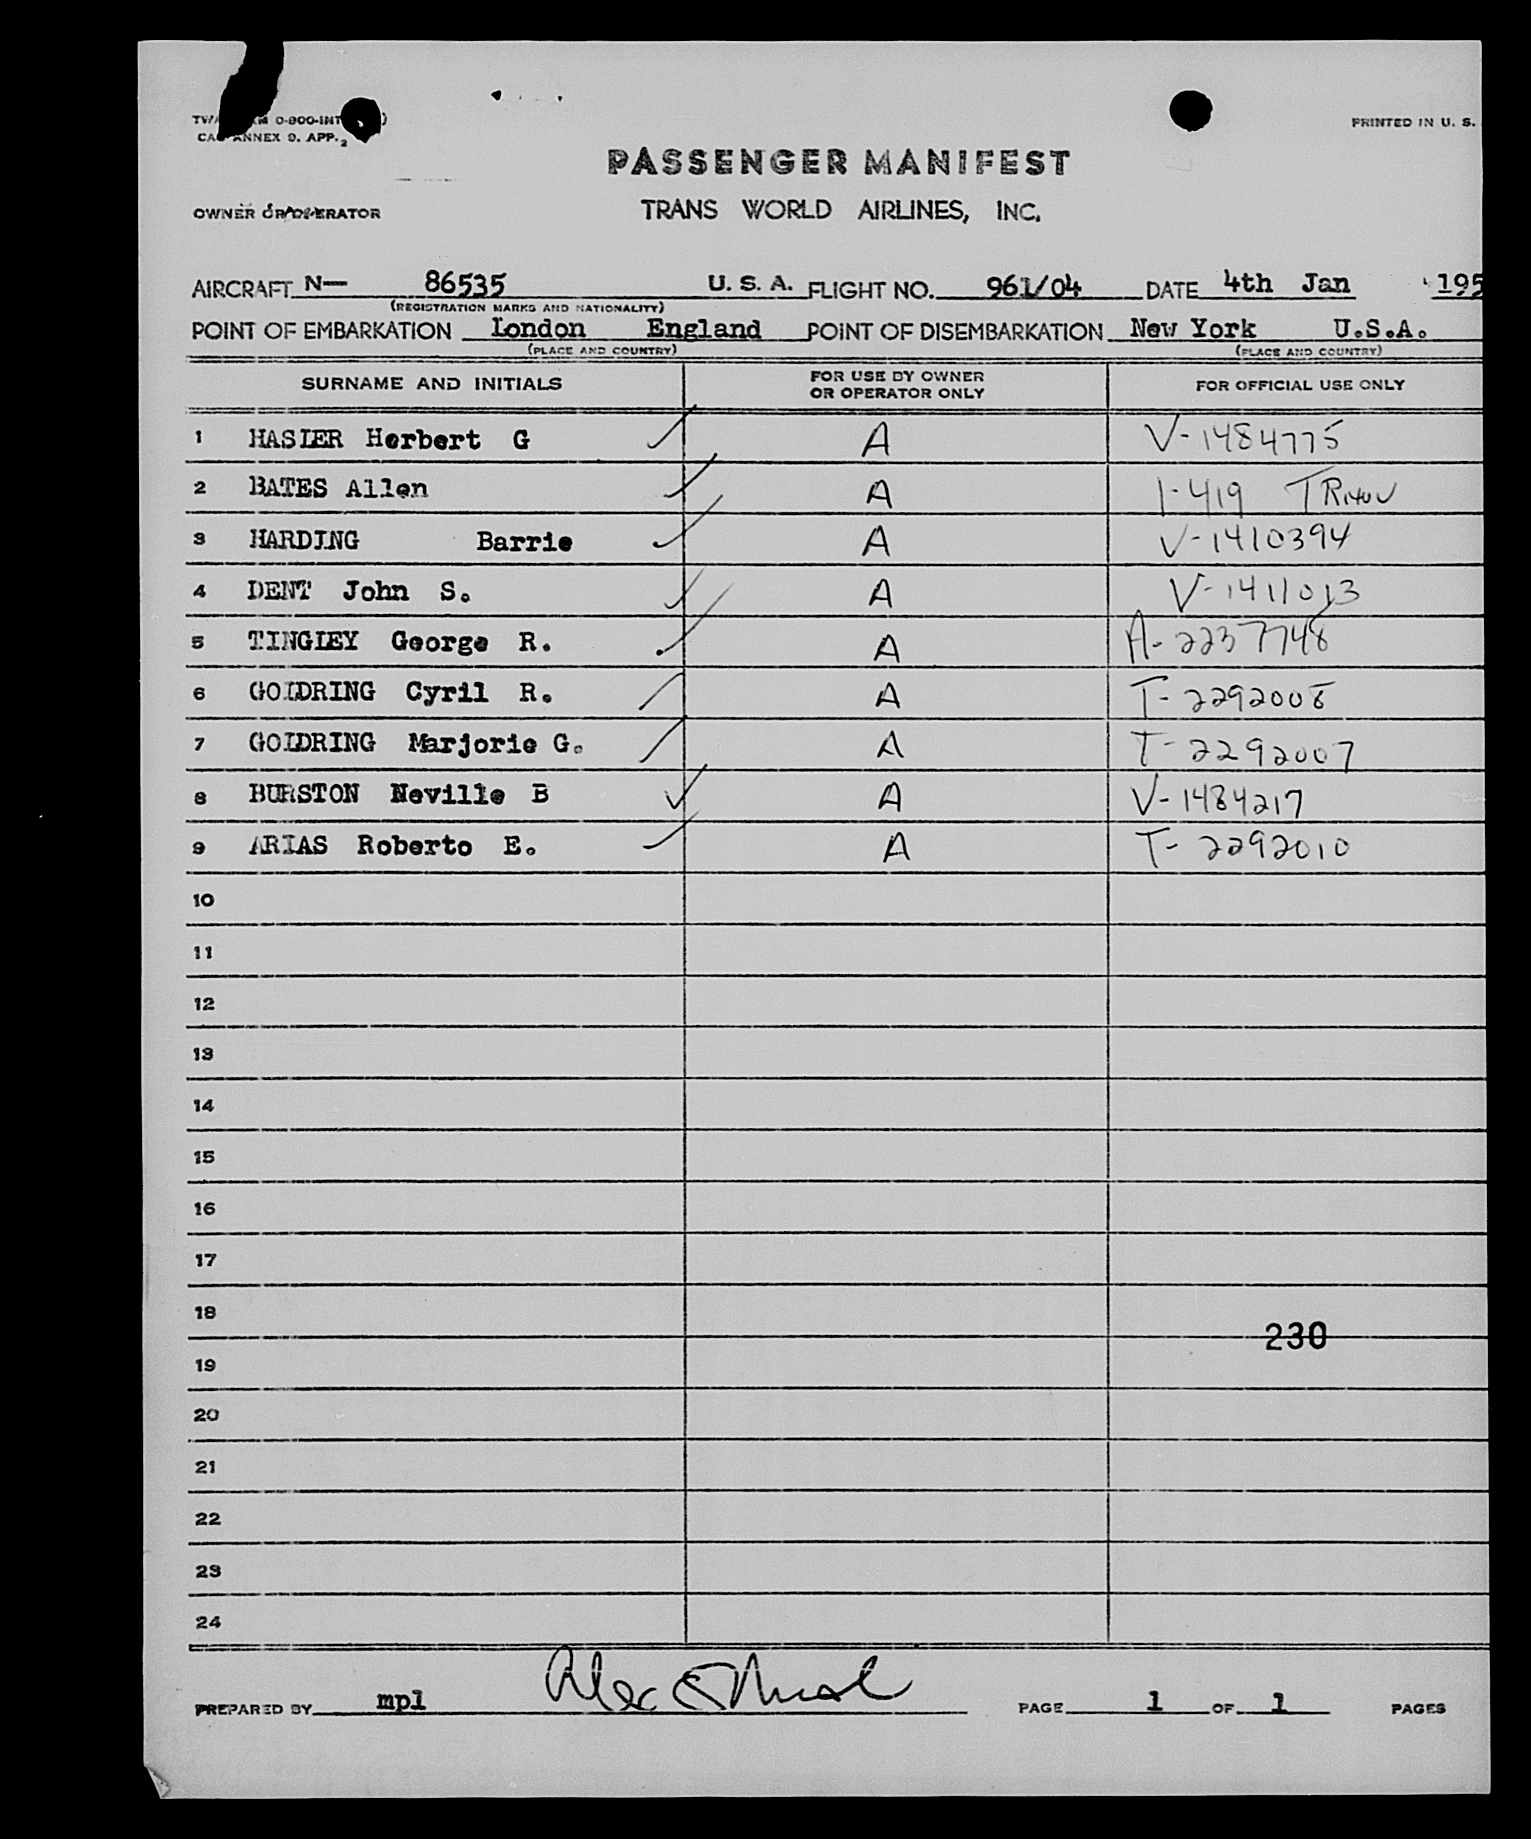 CAB ANNEX 9. APP. 2
PRINTED IN U. S.
PASSENGER MANIFEST
OWNER OR OPERATOR
TRANS WORLD AIRLINES, INC.
AIRCRAFT N— 86535 U. S. A. FLIGHT NO. 961/04 DATE 4th Jan 195
(REGISTRATION MARKS AND NATIONALITY)
POINT OF EMBARKATION London England POINT OF DISEMBARKATION New York U.S.A.
(PLACE AND COUNTRY) (PLACE AND COUNTRY)
SURNAME AND INITIALS FOR USE BY OWNER OR OPERATOR ONLY FOR OFFICIAL USE ONLY
1 HASLER Herbert G A V-1484775
2 BATES Allen A 1-419
3 HARDING Barrie A V-1410394
4 DENT John S. A V-1411013
5 TINGLEY George R. A A-2237748
6 GOLDRING Cyril R. A T-2292008
7 GOLDRING Marjorie G. A T-2292007
8 BURSTON Neville B A V-1484217
9 ARIAS Roberto E. A T-2292010
10
11
12
13
14
15
16
17
18
230
19
20
21
22
23
24
PREPARED BY mpl Alec PAGE 1 OF 1 PAGES